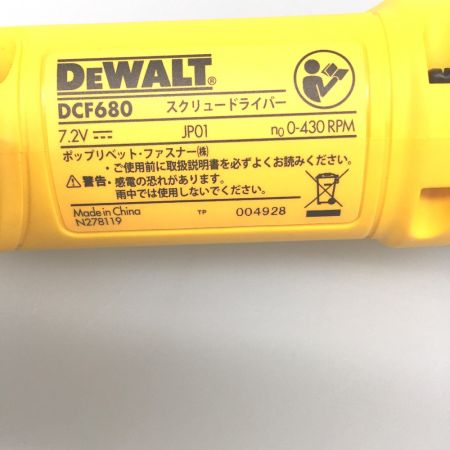 DEWALT®
DCF680 スクリュードライバー
7.2V ⎓ JP01 n₀ 0-430 RPM
ポップリベット・ファスナー㈱
・ご使用前に取扱説明書を必ずよくお読みください。
⚠警告・感電の恐れがあります。
雨中では使用しないでください。
Made in China TP 004928
N278119